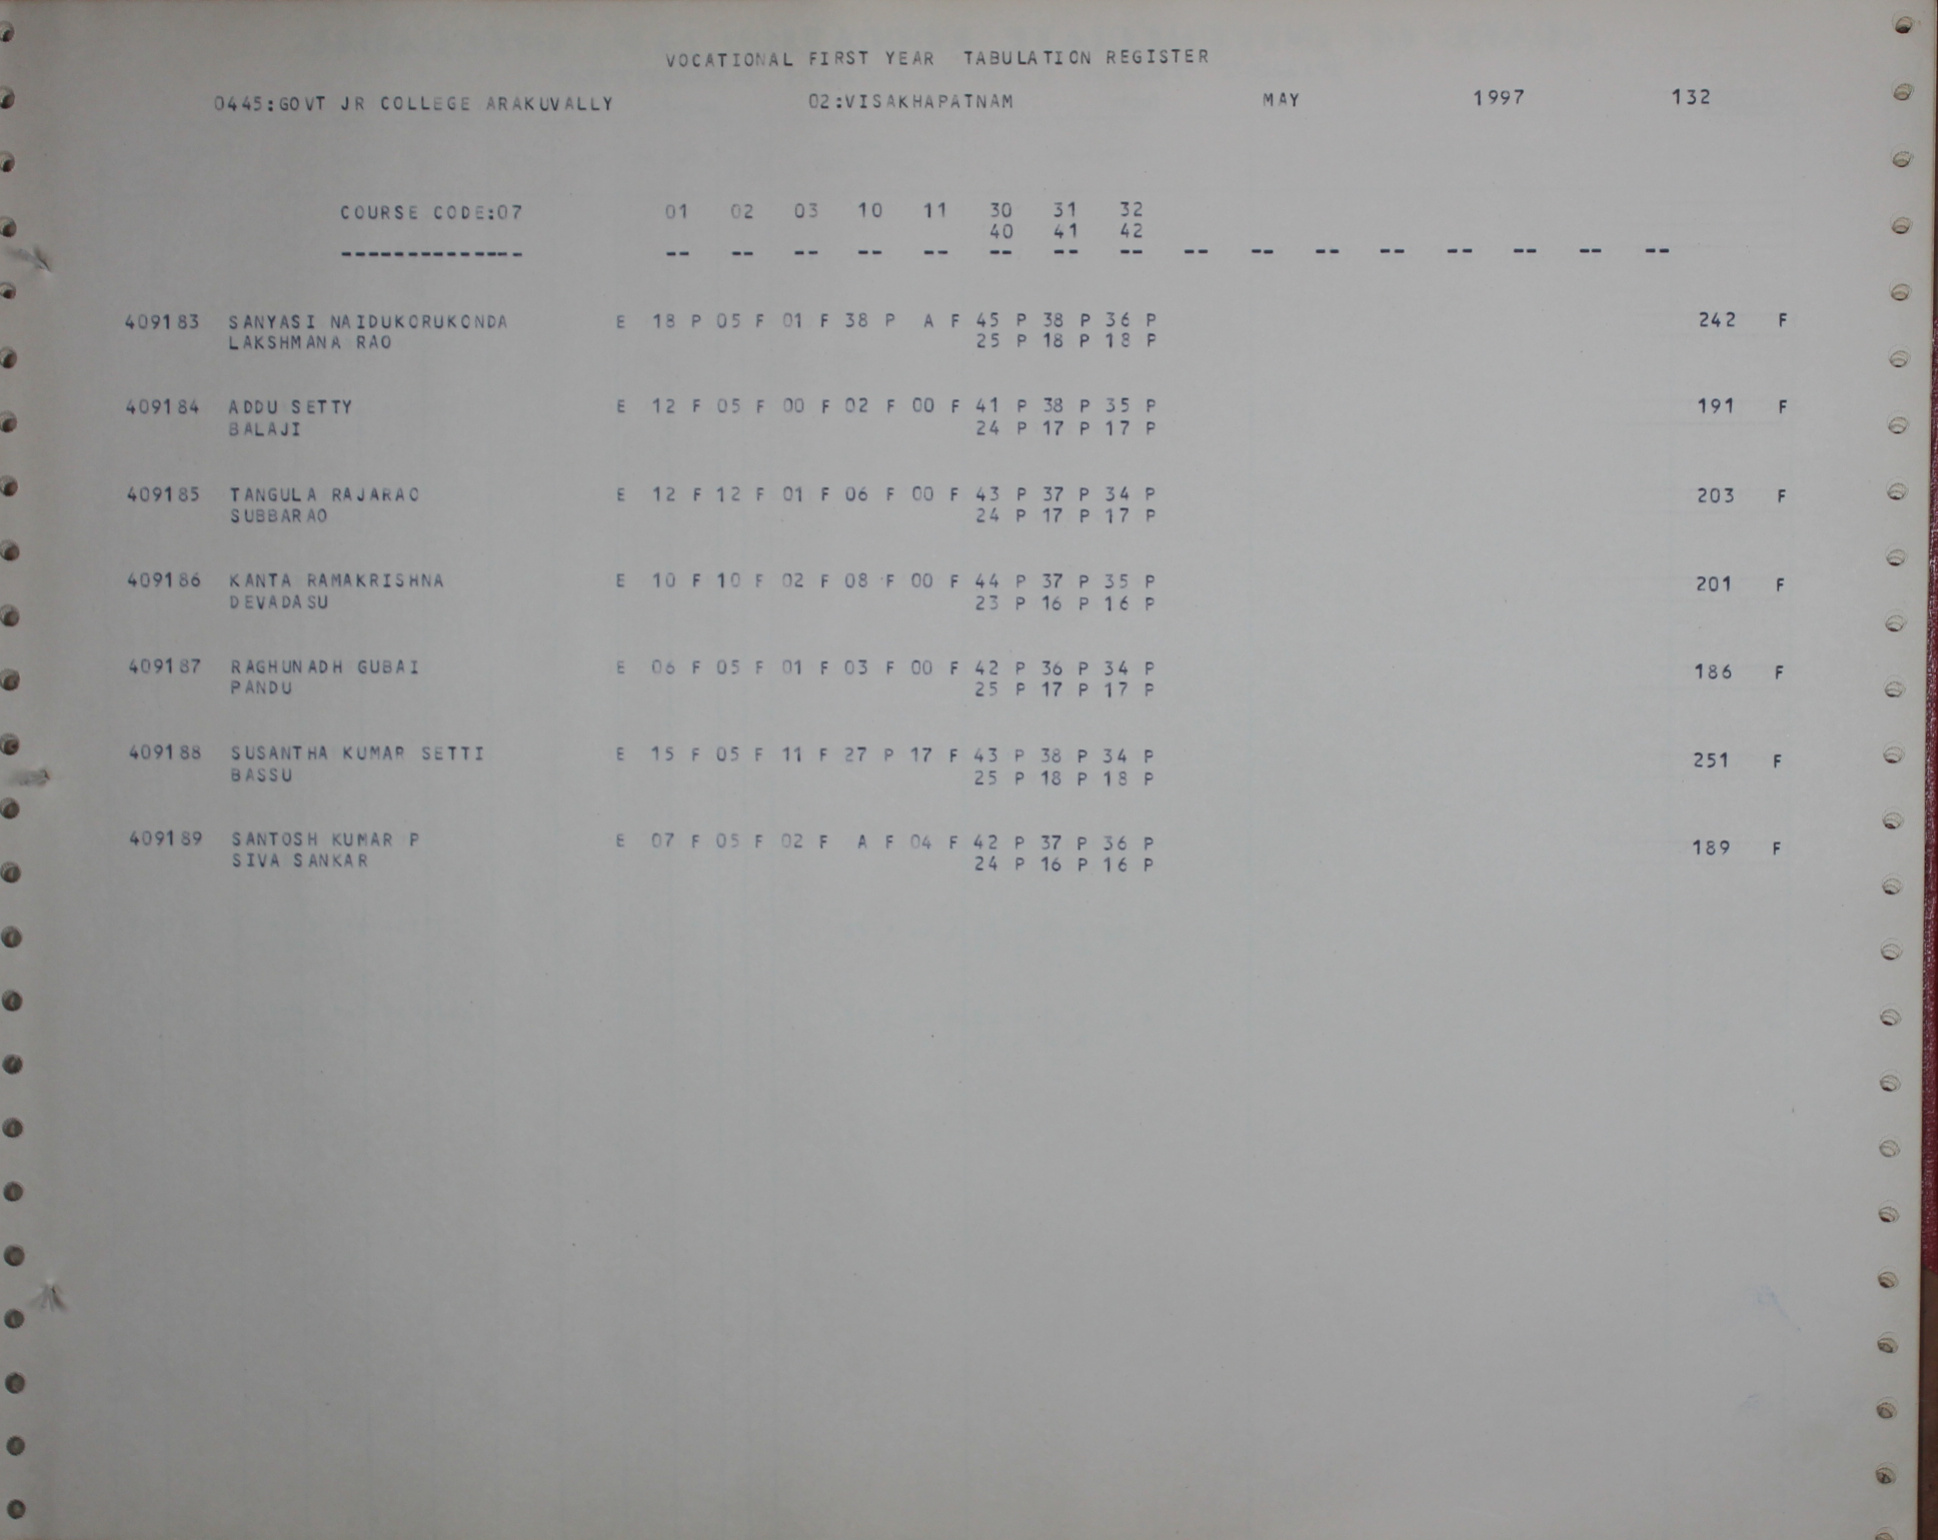 VOCATIONAL FIRST YEAR TABULATION REGISTER
0445:GOVT JR COLLEGE ARAKUVALLY 02:VISAKHAPATNAM MAY 1997 132
COURSE CODE:07 01 02 03 10 11 30 31 32
40 41 42
-------------- -- -- -- -- -- -- -- -- -- -- -- -- -- -- -- --
409183 SANYASI NAIDUKORUKONDA E 18 P 05 F 01 F 38 P A F 45 P 38 P 36 P 242 F
LAKSHMANA RAO 25 P 18 P 18 P
409184 ADDU SETTY E 12 F 05 F 00 F 02 F 00 F 41 P 38 P 35 P 191 F
BALAJI 24 P 17 P 17 P
409185 TANGULA RAJARAO E 12 F 12 F 01 F 06 F 00 F 43 P 37 P 34 P 203 F
SUBBARAO 24 P 17 P 17 P
409186 KANTA RAMAKRISHNA E 10 F 10 F 02 F 08 F 00 F 44 P 37 P 35 P 201 F
DEVADASU 23 P 16 P 16 P
409187 RAGHUNADH GUBAI E 06 F 05 F 01 F 03 F 00 F 42 P 36 P 34 P 186 F
PANDU 25 P 17 P 17 P
409188 SUSANTHA KUMAR SETTI E 15 F 05 F 11 F 27 P 17 F 43 P 38 P 34 P 251 F
BASSU 25 P 18 P 18 P
409189 SANTOSH KUMAR P E 07 F 05 F 02 F A F 04 F 42 P 37 P 36 P 189 F
SIVA SANKAR 24 P 16 P 16 P